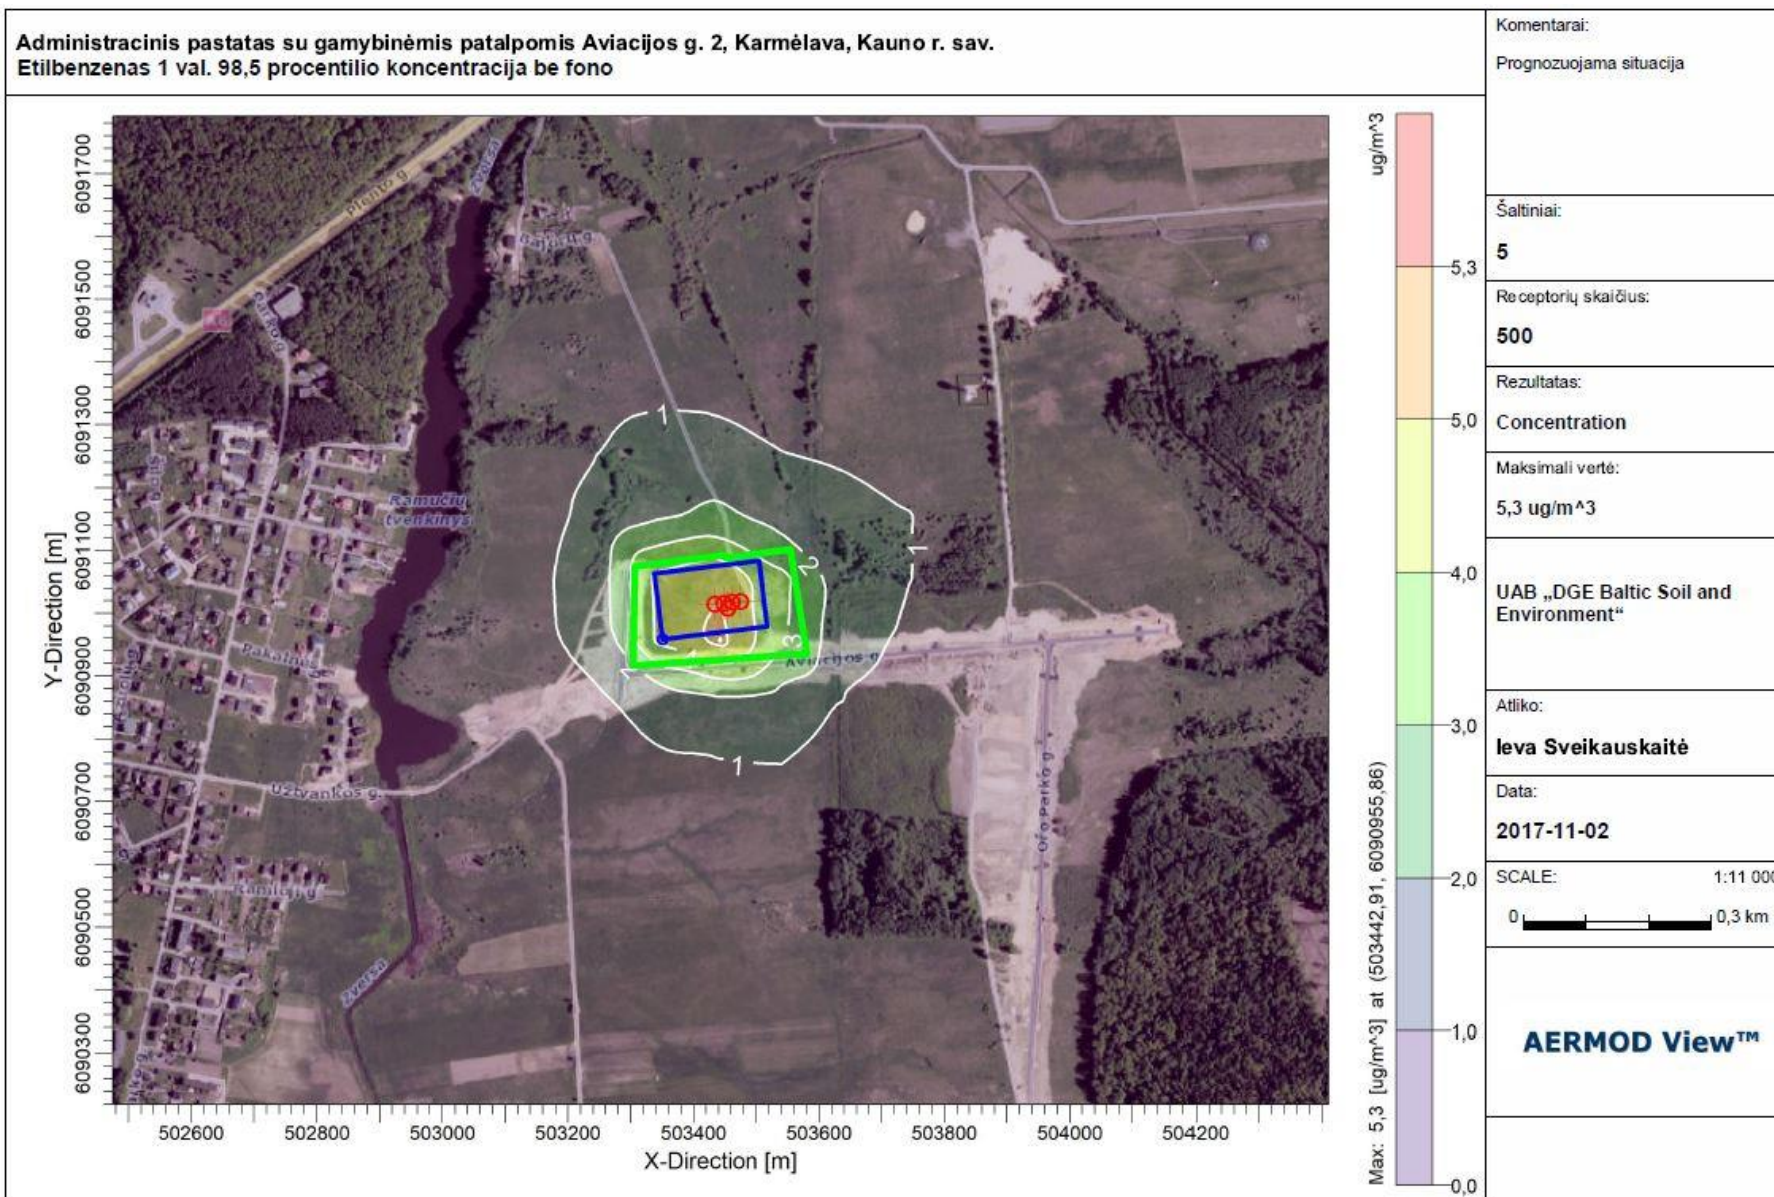 Administracinis pastatas su gamybinėmis patalpomis Aviacijos g. 2, Karmėlava, Kauno r. sav.
Etilbenzenas 1 val. 98,5 procentilio koncentracija be fono
Komentarai:
Prognozuojama situacija
Šaltiniai:
5
Receptorių skaičius:
500
Rezultatas:
Concentration
Maksimali vertė:
5,3 ug/m^3
UAB „DGE Baltic Soil and
Environment“
Atliko:
Ieva Sveikauskaitė
Data:
2017-11-02
SCALE: 1:11 000
0 0,3 km
AERMOD View™
ug/m^3
5,3
5,0
4,0
3,0
2,0
1,0
0,0
Max: 5,3 [ug/m^3] at (503442,91, 6090955,86)
Y-Direction [m]
6091700
6091500
6091300
6091100
6090900
6090700
6090500
6090300
502600 502800 503000 503200 503400 503600 503800 504000 504200
X-Direction [m]
Plento g.
Ramučių
tvenkinys
Pakalnės g.
Užtvankos g.
Ramioji g.
Aviacijos g.
Oro Parko g.
1
1
1
1
2
3